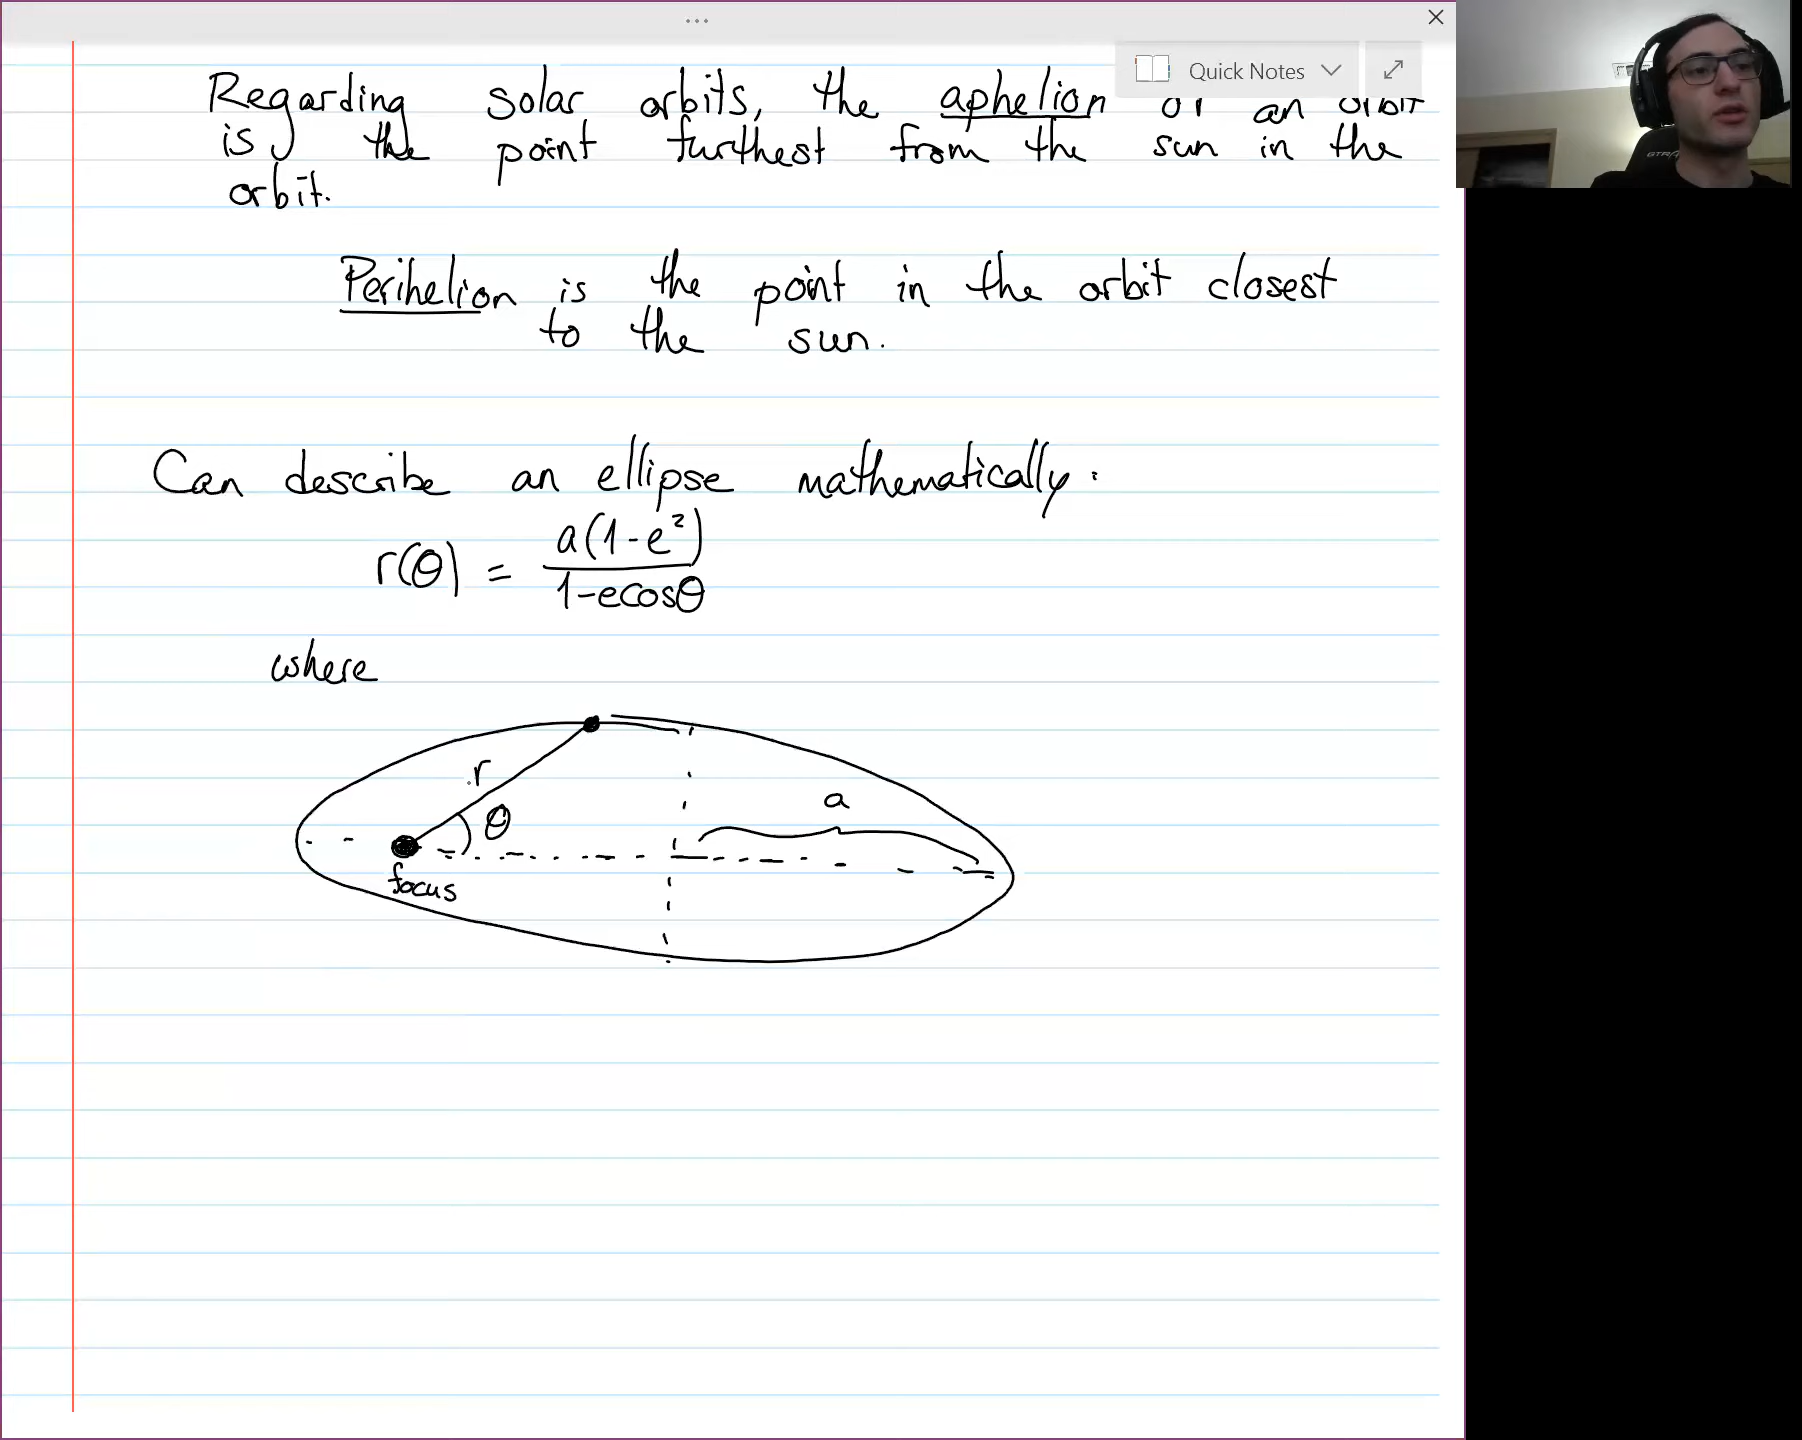 Quick Notes
Regarding solar orbits, the aphelion of an orbit
is the point furthest from the sun in the
orbit.
Perihelion is the point in the orbit closest
to the sun.
Can describe an ellipse mathematically:
r(θ) = a(1-e²) / 1-ecosθ
where
r
θ
a
focus